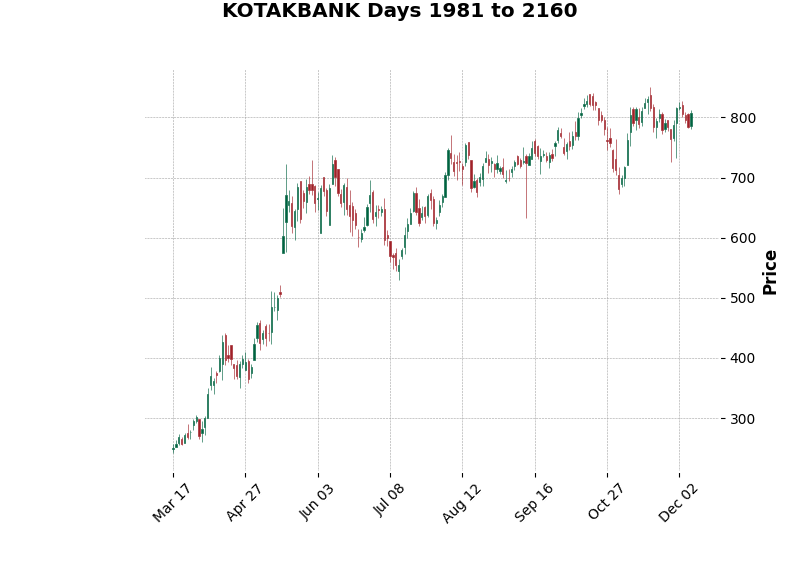 KOTAKBANK Days 1981 to 2160
800
700
600
500
400
300
Price
Mar 17
Apr 27
Jun 03
Jul 08
Aug 12
Sep 16
Oct 27
Dec 02